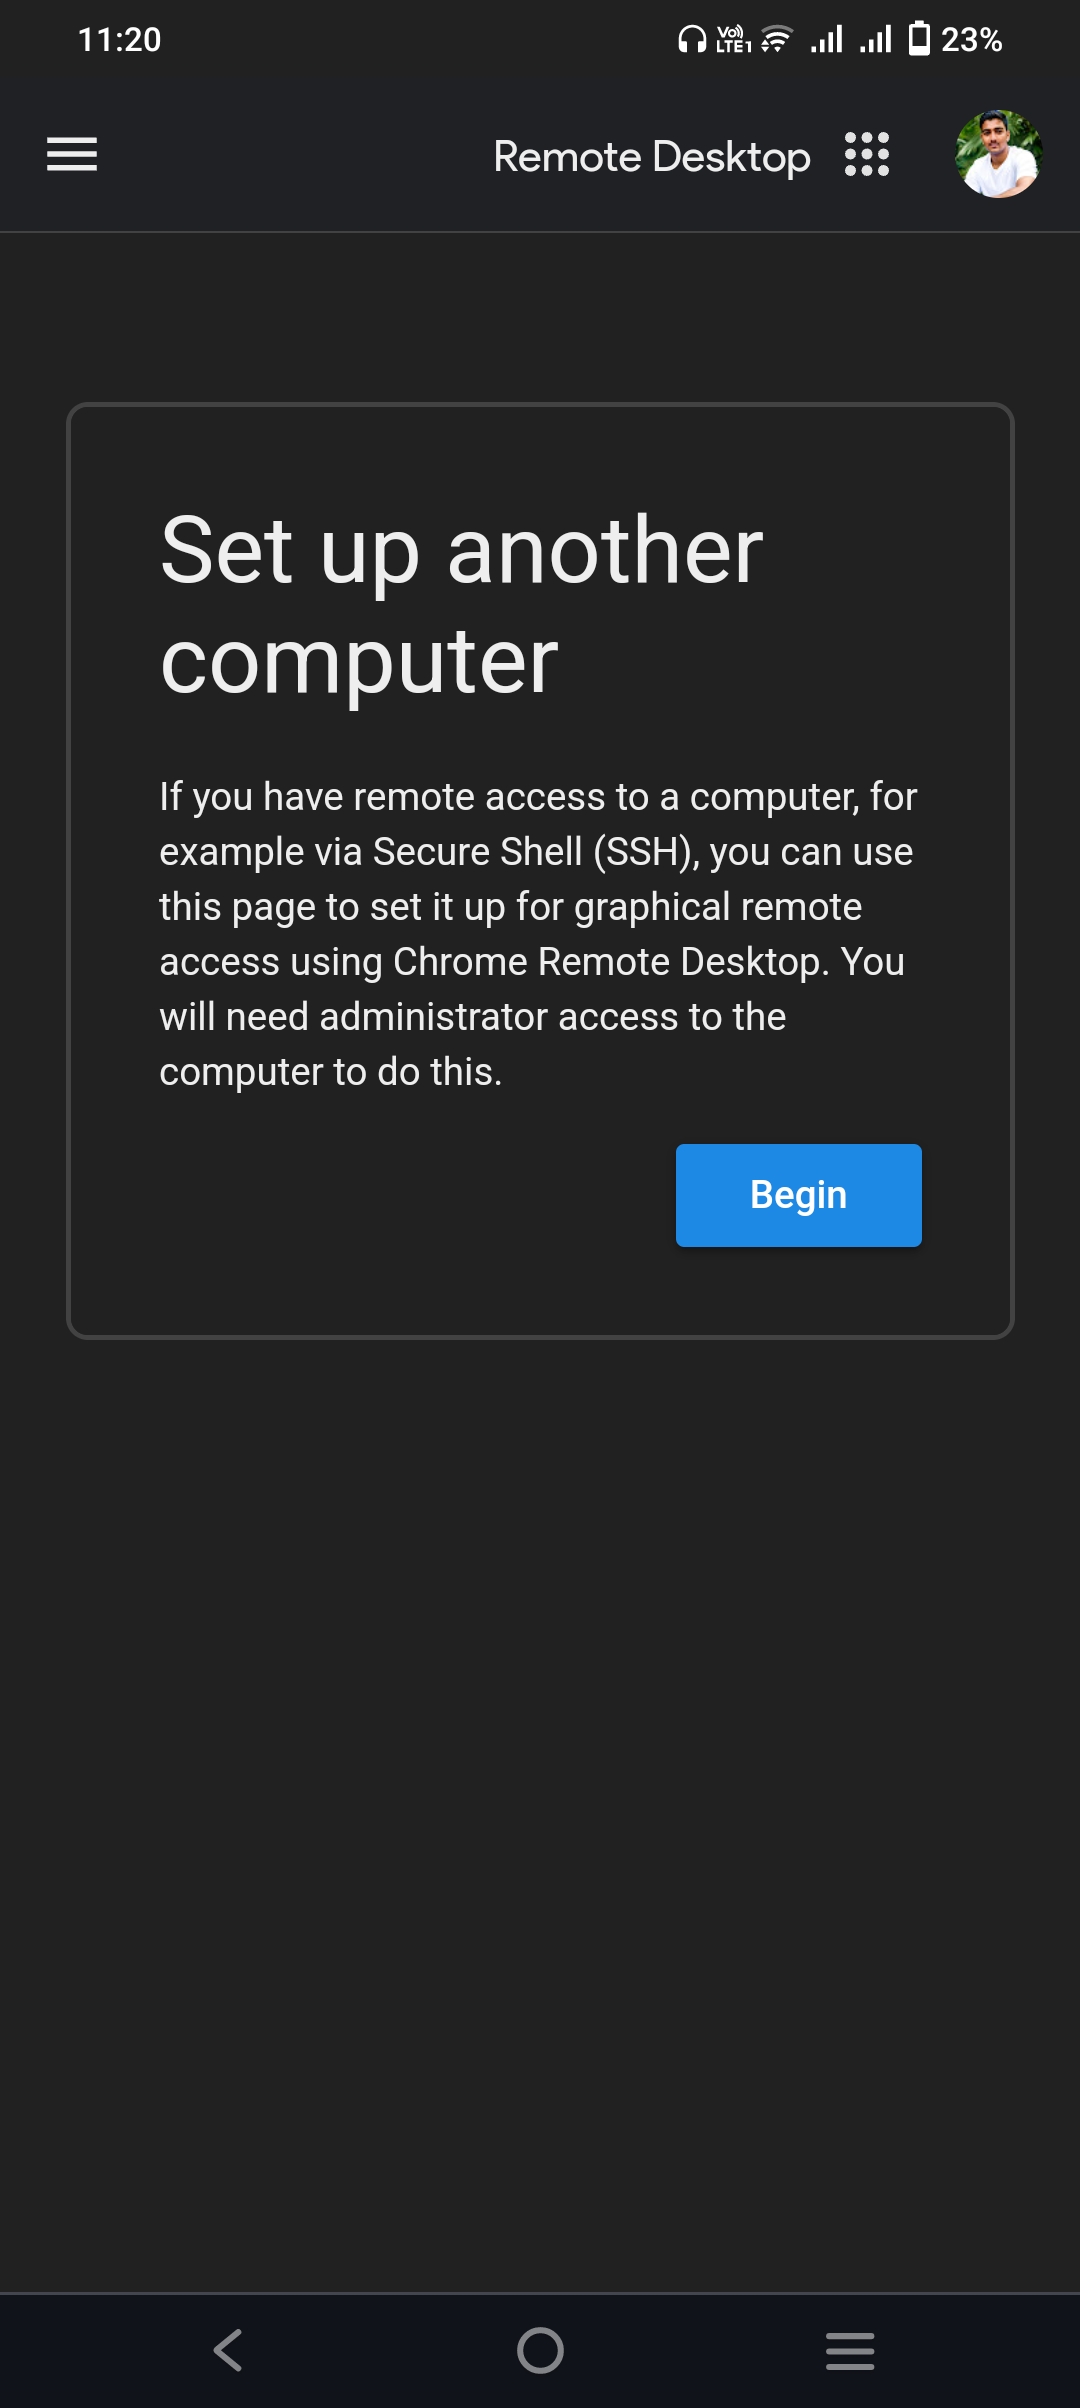 11:20
Vo) LTE1
23%
Remote Desktop
Set up another
computer
If you have remote access to a computer, for
example via Secure Shell (SSH), you can use
this page to set it up for graphical remote
access using Chrome Remote Desktop. You
will need administrator access to the
computer to do this.
Begin